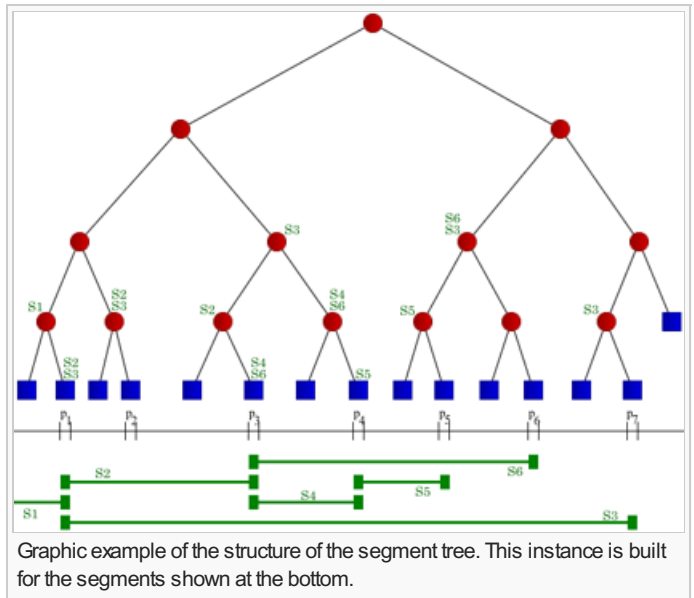 S3
S6
S3
S1
S2
S3
S2
S4
S6
S5
S3
S2
S3
S4
S6
S5
p1 p2 p3 p4 p5 p6 p7
S6
S2
S5
S4
S1
S3
Graphic example of the structure of the segment tree. This instance is built
for the segments shown at the bottom.